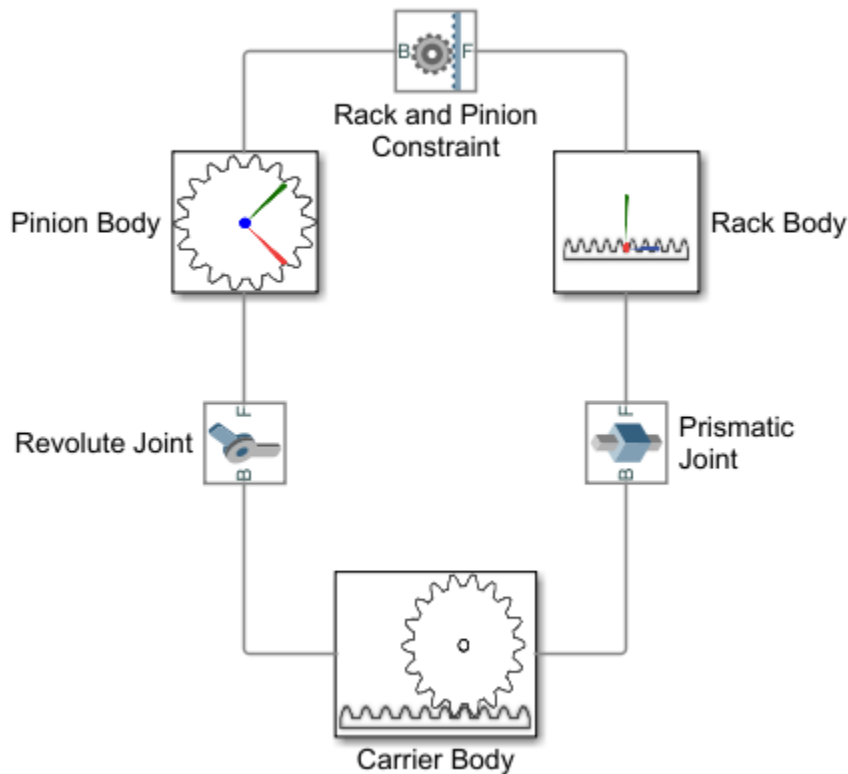 B F
Rack and Pinion
Constraint
Pinion Body
Rack Body
F
F
Revolute Joint
Prismatic
Joint
B
B
Carrier Body